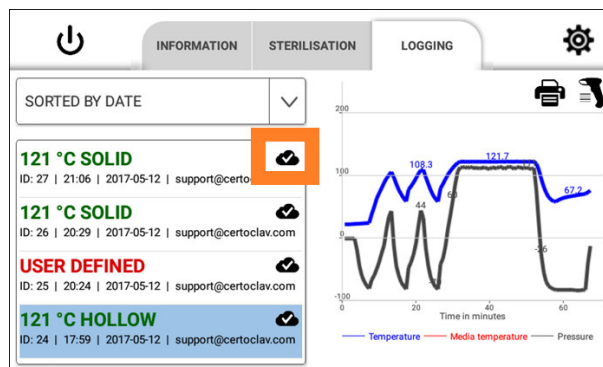 INFORMATION STERILISATION LOGGING
SORTED BY DATE
121 °C SOLID
ID: 27 | 21:06 | 2017-05-12 | support@certoclav.com
121 °C SOLID
ID: 26 | 20:29 | 2017-05-12 | support@certoclav.com
USER DEFINED
ID: 25 | 20:24 | 2017-05-12 | support@certoclav.com
121 °C HOLLOW
ID: 24 | 17:59 | 2017-05-12 | support@certoclav.com
200
121.7
108.3
100
67.2
44
0
-100
0 20 40 60
Time in minutes
Temperature Media temperature Pressure